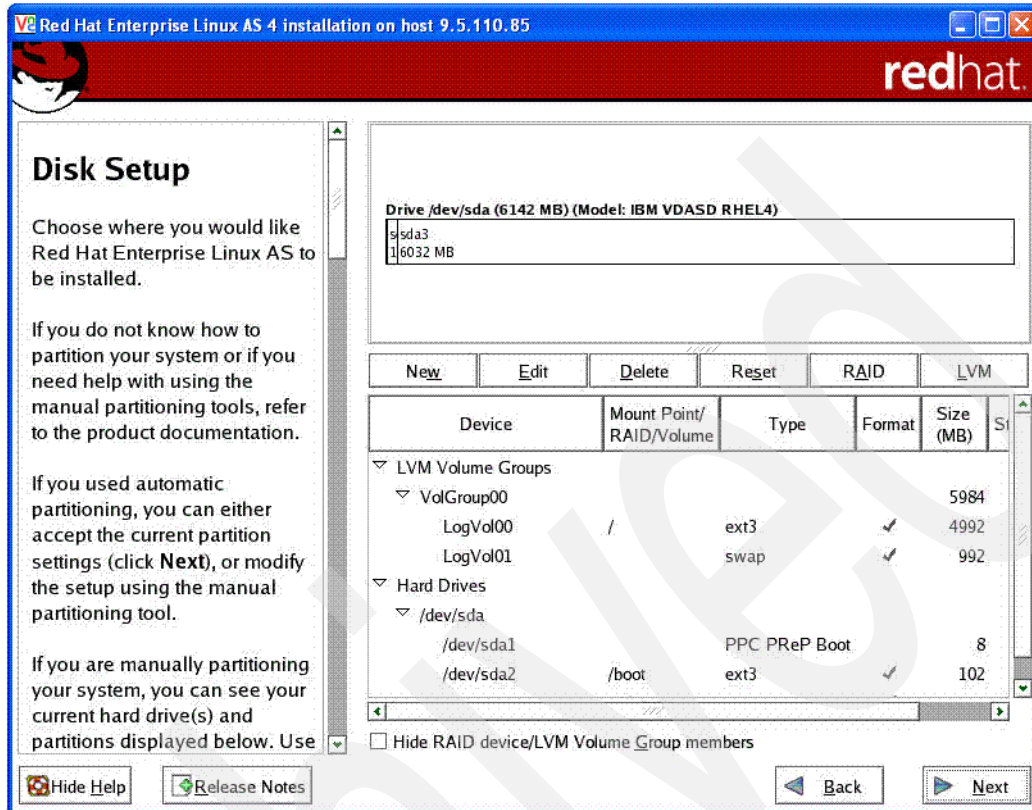 Red Hat Enterprise Linux AS 4 installation on host 9.5.110.85
redhat.
Disk Setup
Choose where you would like
Red Hat Enterprise Linux AS to
be installed.
If you do not know how to
partition your system or if you
need help with using the
manual partitioning tools, refer
to the product documentation.
If you used automatic
partitioning, you can either
accept the current partition
settings (click Next), or modify
the setup using the manual
partitioning tool.
If you are manually partitioning
your system, you can see your
current hard drive(s) and
partitions displayed below. Use
Drive /dev/sda (6142 MB) (Model: IBM VDASD RHEL4)
s sda3
1 6032 MB
New Edit Delete Reset RAID LVM
Device Mount Point/ RAID/Volume Type Format Size (MB) St
LVM Volume Groups
VolGroup00 5984
LogVol00 / ext3 4992
LogVol01 swap 992
Hard Drives
/dev/sda
/dev/sda1 PPC PReP Boot 8
/dev/sda2 /boot ext3 102
Hide RAID device/LVM Volume Group members
Hide Help Release Notes Back Next